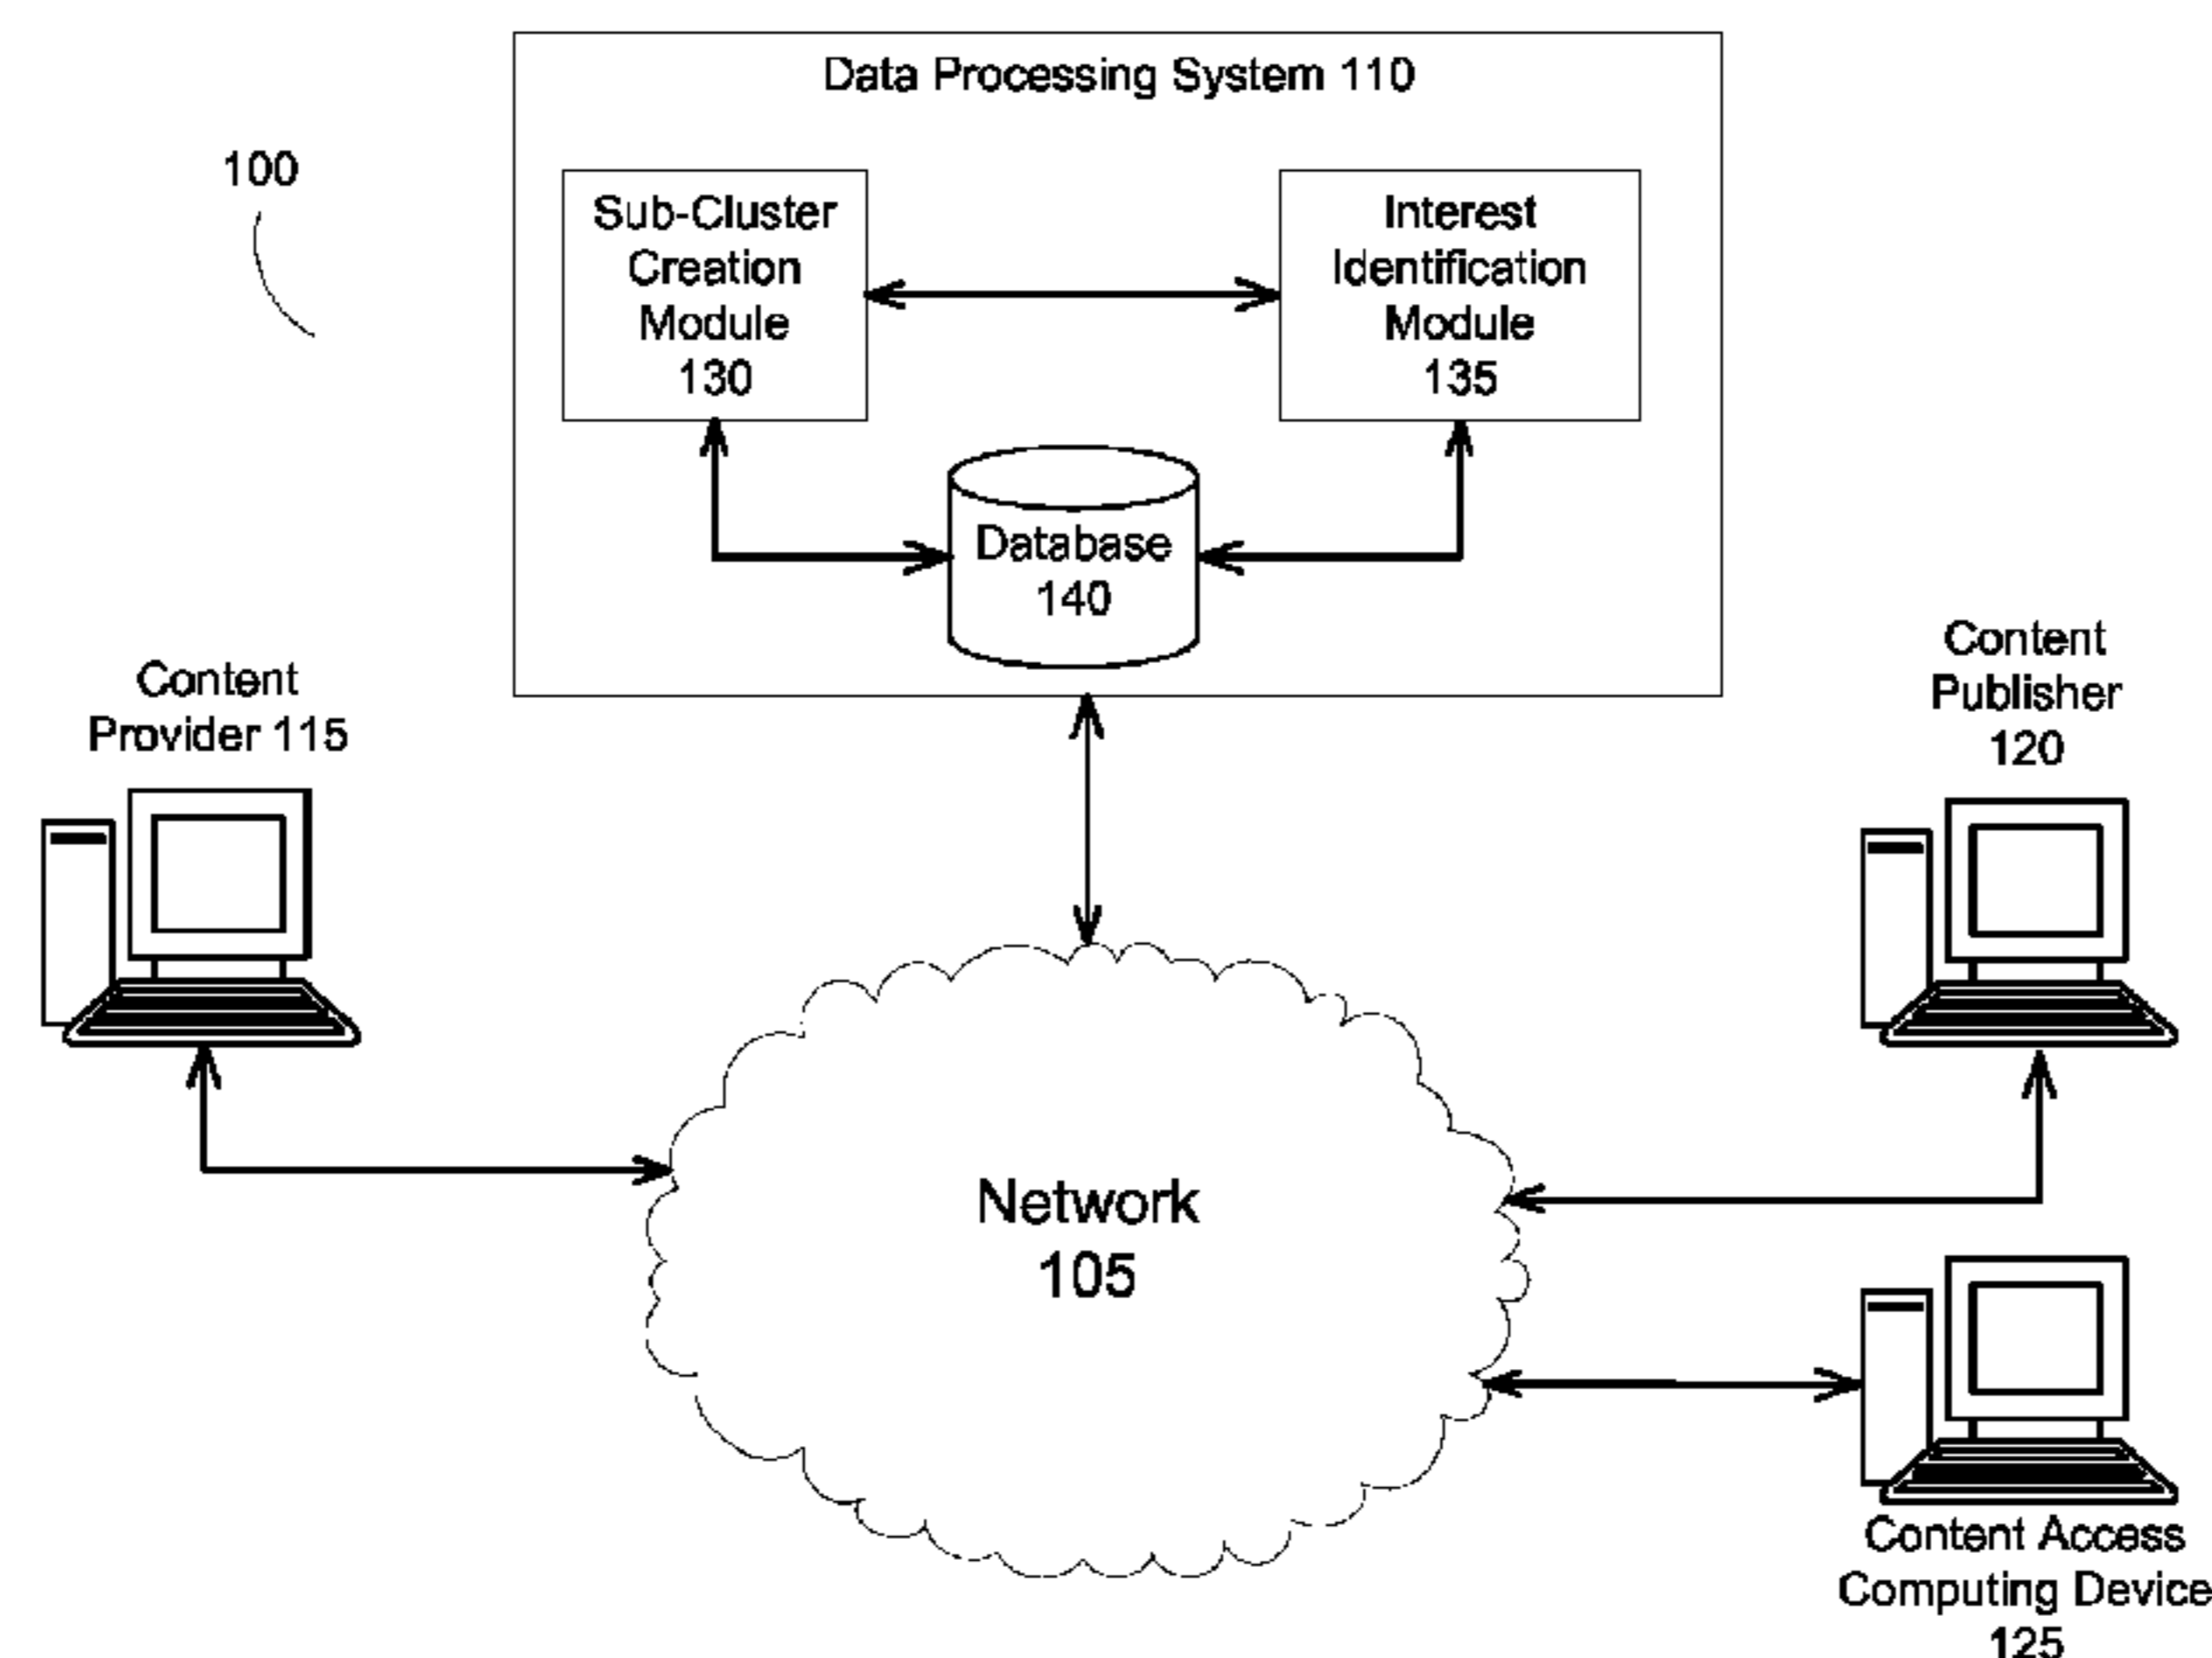 Data Processing System 110
100
Sub-Cluster
Creation
Module
130
Interest
Identification
Module
135
Database
140
Content
Provider 115
Content
Publisher
120
Network
105
Content Access
Computing Device
125